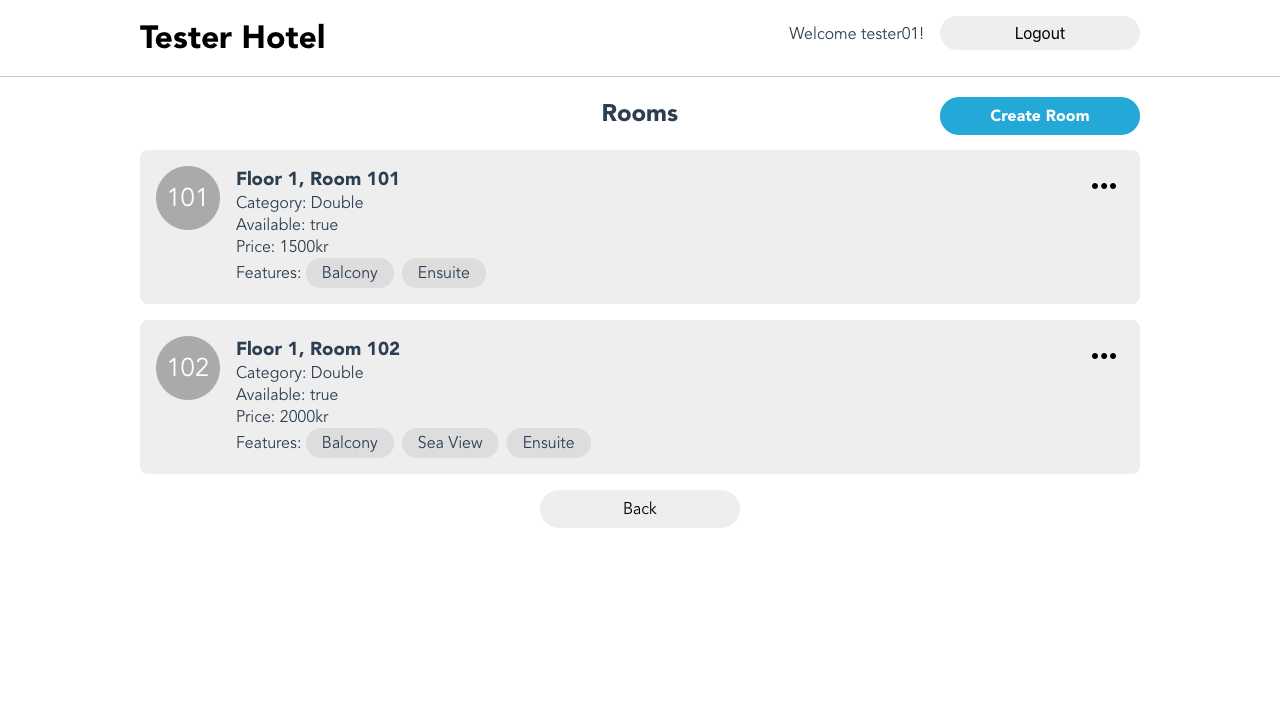 Tester Hotel
Welcome tester01!
Logout
Rooms
Create Room
101
Floor 1, Room 101
Category: Double
Available: true
Price: 1500kr
Features: Balcony Ensuite
102
Floor 1, Room 102
Category: Double
Available: true
Price: 2000kr
Features: Balcony Sea View Ensuite
Back